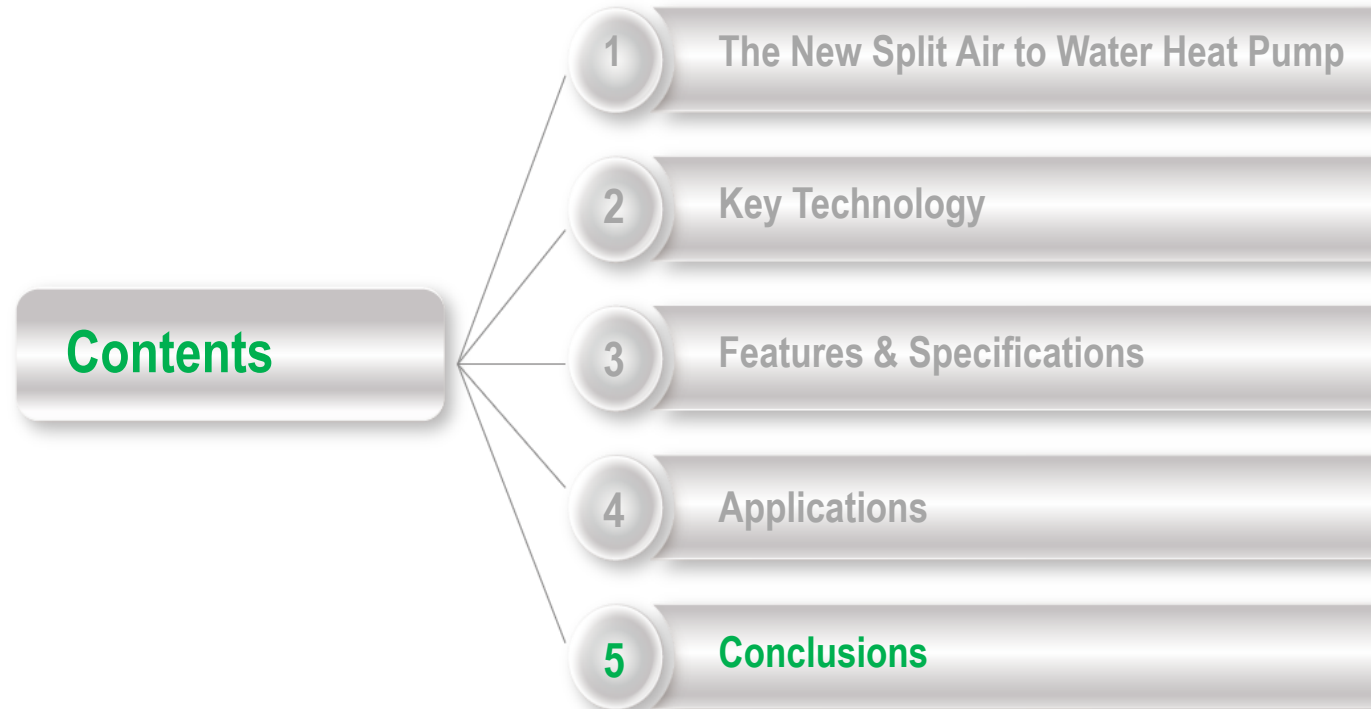 Contents
1 The New Split Air to Water Heat Pump
2 Key Technology
3 Features & Specifications
4 Applications
5 Conclusions